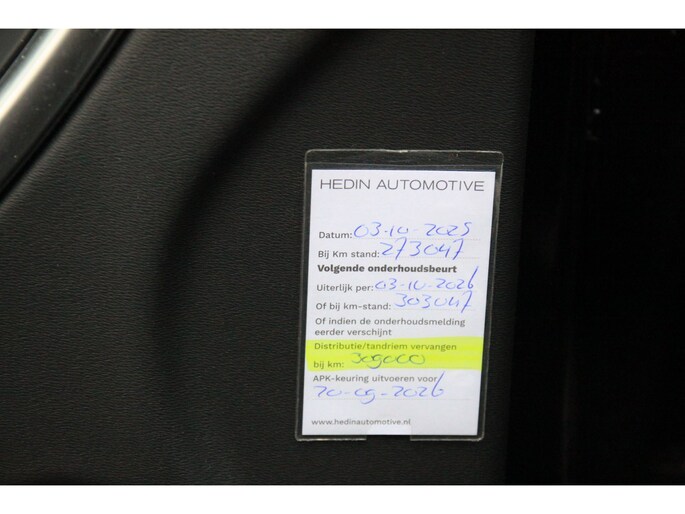 HEDIN AUTOMOTIVE
Datum: 03-10-2025
Bij Km stand: 273047
Volgende onderhoudsbeurt
Uiterlijk per: 03-10-2026
Of bij km-stand: 303047
Of indien de onderhoudsmelding
eerder verschijnt
Distributie/tandriem vervangen
bij km: 309000
APK-keuring uitvoeren voor
20-09-2026
www.hedinautomotive.nl